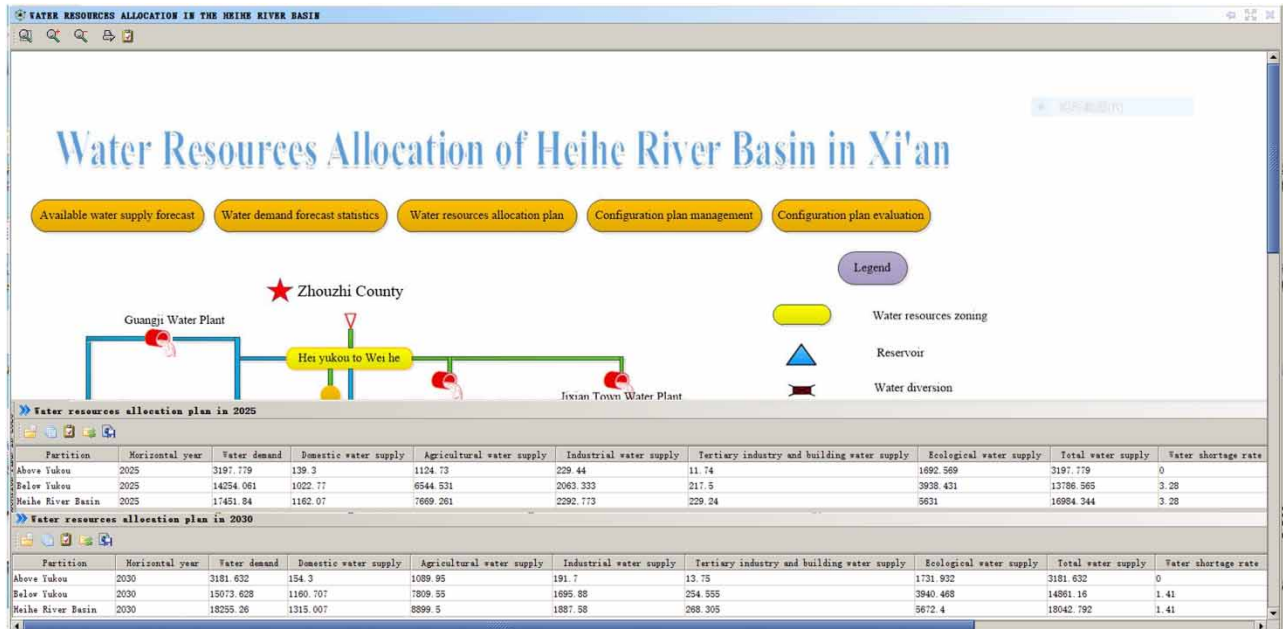 WATER RESOURCES ALLOCATION IN THE HEIHE RIVER BASIN
Water Resources Allocation of Heihe River Basin in Xi'an
Available water supply forecast Water demand forecast statistics Water resources allocation plan Configuration plan management Configuration plan evaluation
Legend
Zhouzhi County
Guangji Water Plant
Water resources zoning
Hei yukou to Wei he
Reservoir
Jixian Town Water Plant
Water diversion
Water resources allocation plan in 2025
Partition Horizontal year Water demand Domestic water supply Agricultural water supply Industrial water supply Tertiary industry and building water supply Ecological water supply Total water supply Water shortage rate
Above Yukou 2025 3197.779 139.3 1124.73 229.44 11.74 1692.569 3197.779 0
Below Yukou 2025 14254.061 1022.77 6544.531 2063.333 217.5 3938.431 13786.565 3.28
Heihe River Basin 2025 17451.84 1162.07 7669.261 2292.773 229.24 5631 16984.344 3.28
Water resources allocation plan in 2030
Partition Horizontal year Water demand Domestic water supply Agricultural water supply Industrial water supply Tertiary industry and building water supply Ecological water supply Total water supply Water shortage rate
Above Yukou 2030 3181.632 154.3 1089.95 191.7 13.75 1731.932 3181.632 0
Below Yukou 2030 15073.628 1160.707 7809.55 1695.88 254.555 3940.468 14861.16 1.41
Heihe River Basin 2030 18255.26 1315.007 8899.5 1887.58 268.305 5672.4 18042.792 1.41